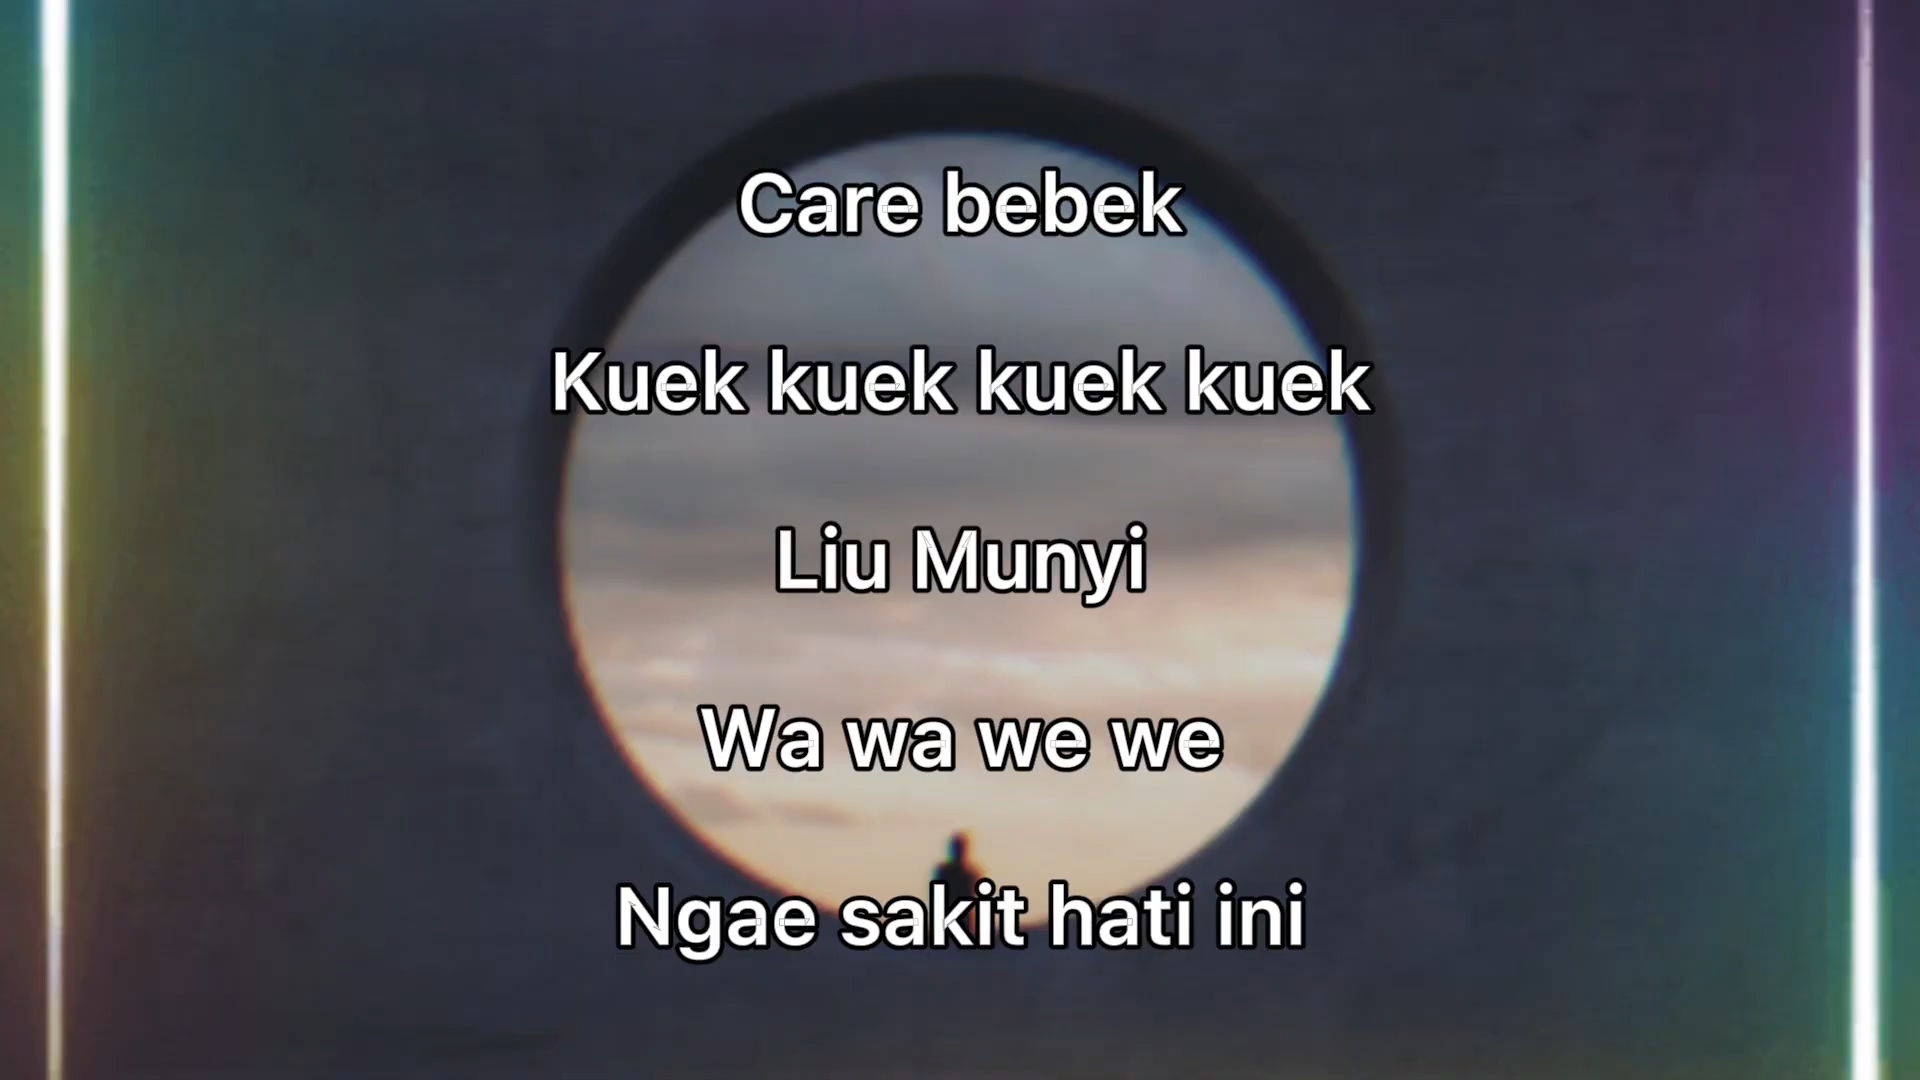 Care bebek
Kuek kuek kuek kuek
Liu Munyi
Wa wa we we
Ngae sakit hati ini